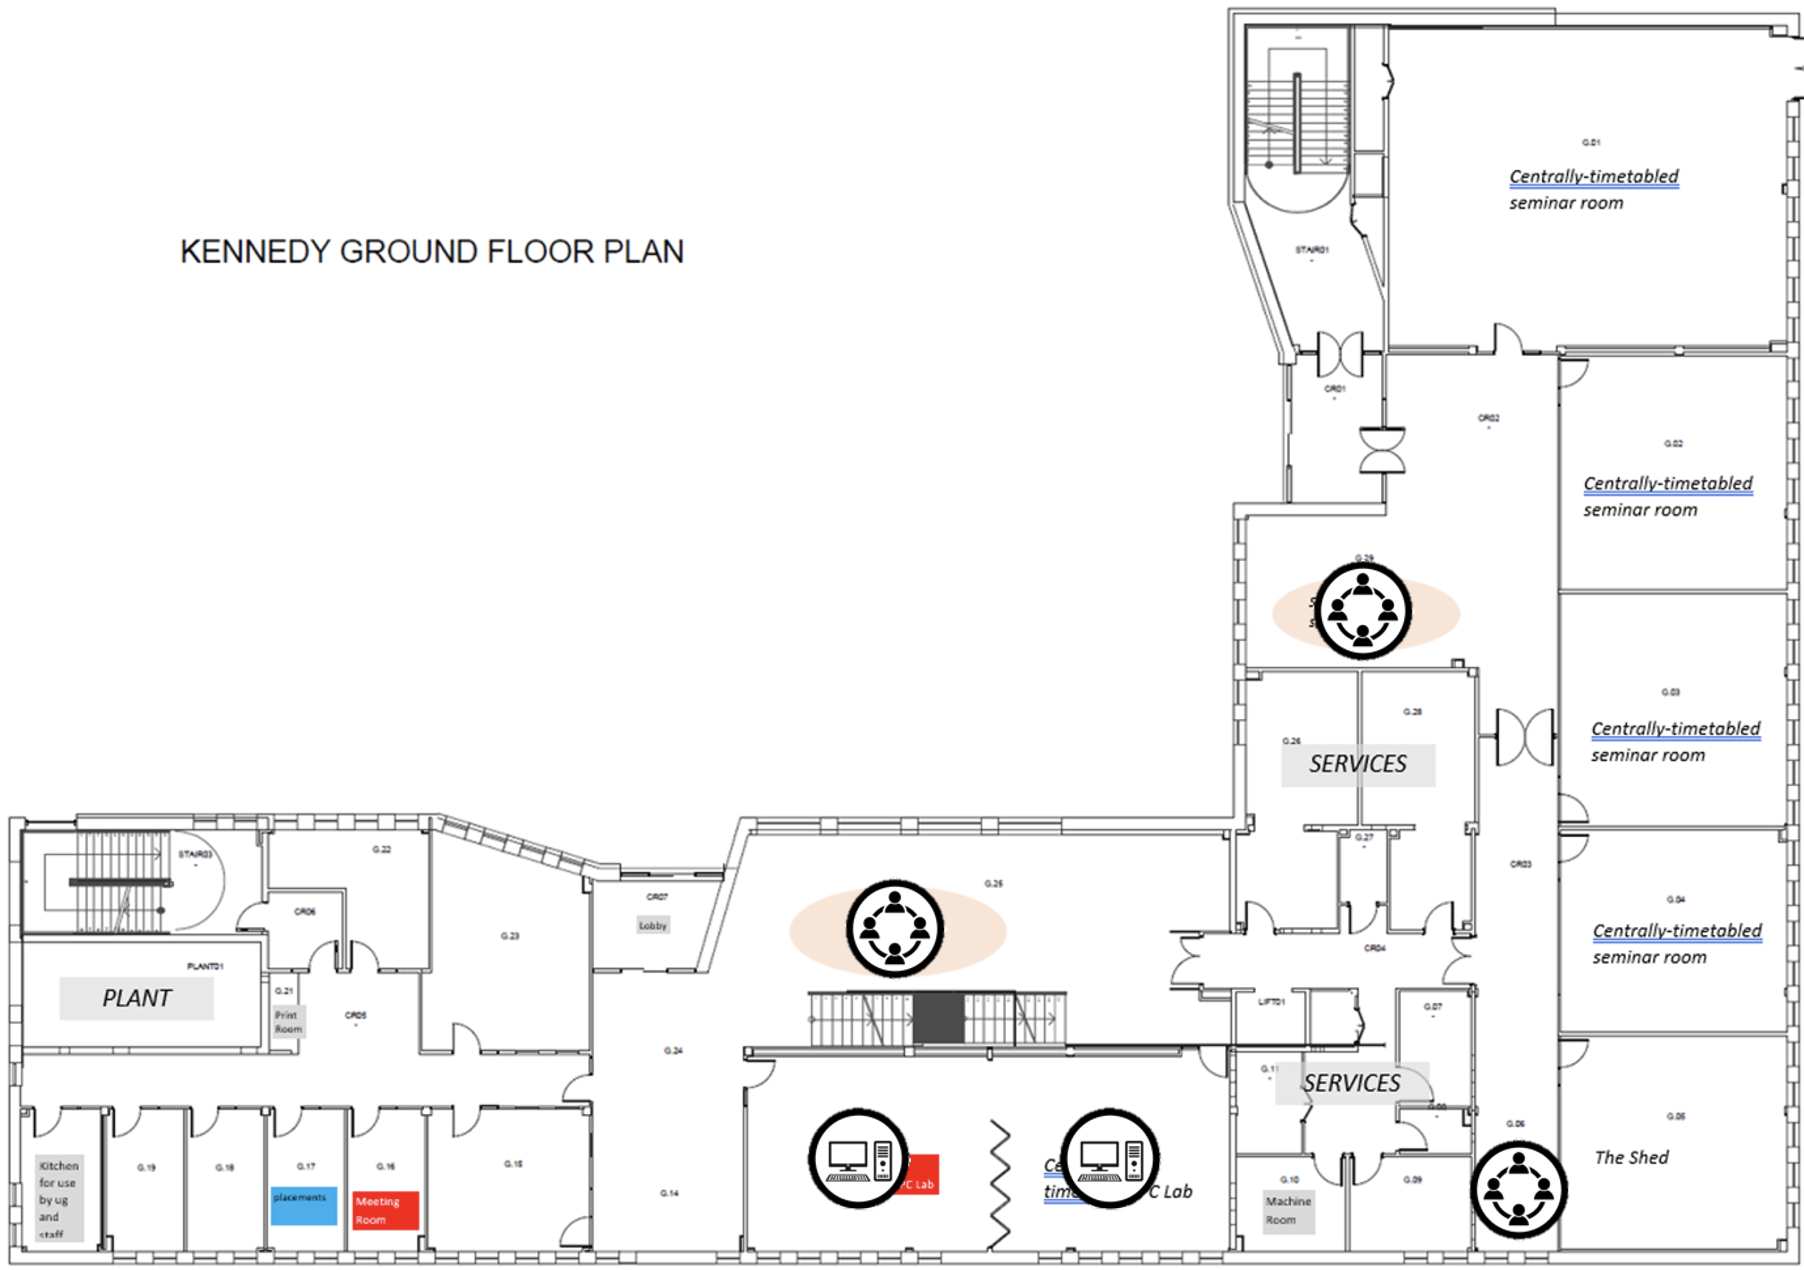 KENNEDY GROUND FLOOR PLAN
G.01
Centrally-timetabled
seminar room
STAIR01
CR01
CR02
G.02
Centrally-timetabled
seminar room
G.29
G.03
Centrally-timetabled
seminar room
G.28
G.26
SERVICES
G.27
CR03
G.04
Centrally-timetabled
seminar room
CR04
STAIR03
G.22
CR06
G.23
CR07
Lobby
G.25
PLANT01
PLANT
G.21
Print
Room
CR05
G.24
LIFT01
G.07
G.11
SERVICES
G.08
G.05
The Shed
G.06
Kitchen
for use
by ug
and
staff
G.19
G.18
G.17
placements
G.16
Meeting
Room
G.15
G.14
PC Lab
Ce
time
C Lab
G.10
Machine
Room
G.09